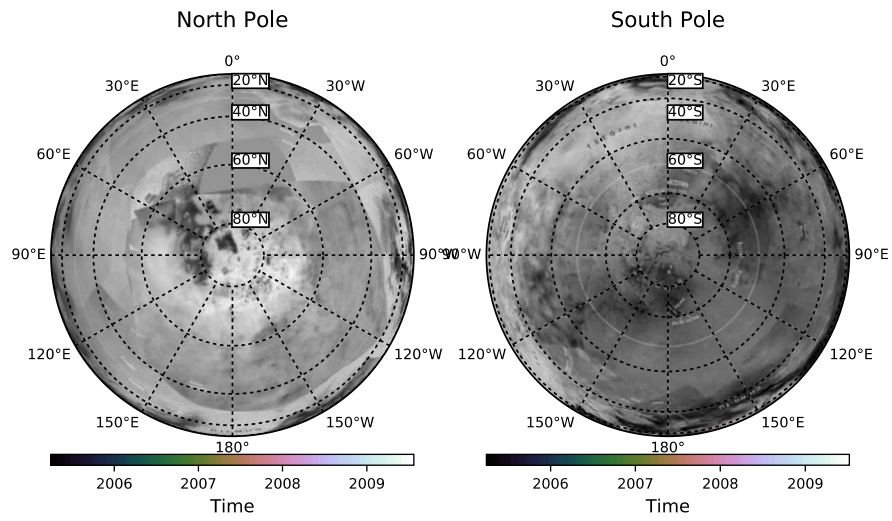 North Pole
South Pole
0°
0°
30°E
30°W
30°W
30°E
20°N
20°S
40°N
40°S
60°E
60°W
60°W
60°E
60°N
60°S
80°N
80°S
90°E
90°W
90°W
90°E
120°E
120°W
120°W
120°E
150°E
150°W
150°W
150°E
180°
180°
2006
2007
2008
2009
2006
2007
2008
2009
Time
Time